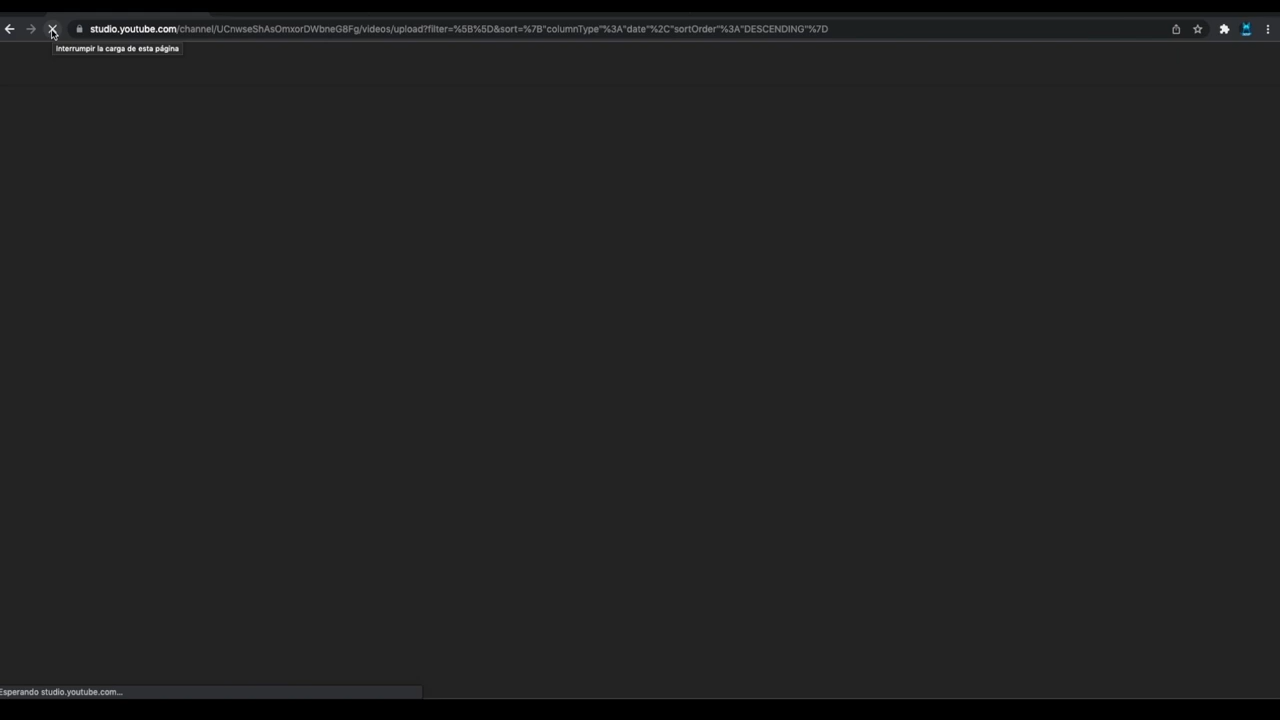 studio.youtube.com/channel/UCnwseShAsOmxorDWbneG8Fg/videos/upload?filter=%5B%5D&sort=%7B"columnType"%3A"date"%2C"sortOrder"%3A"DESCENDING"%7D
Interrumpir la carga de esta página
Esperando studio.youtube.com...